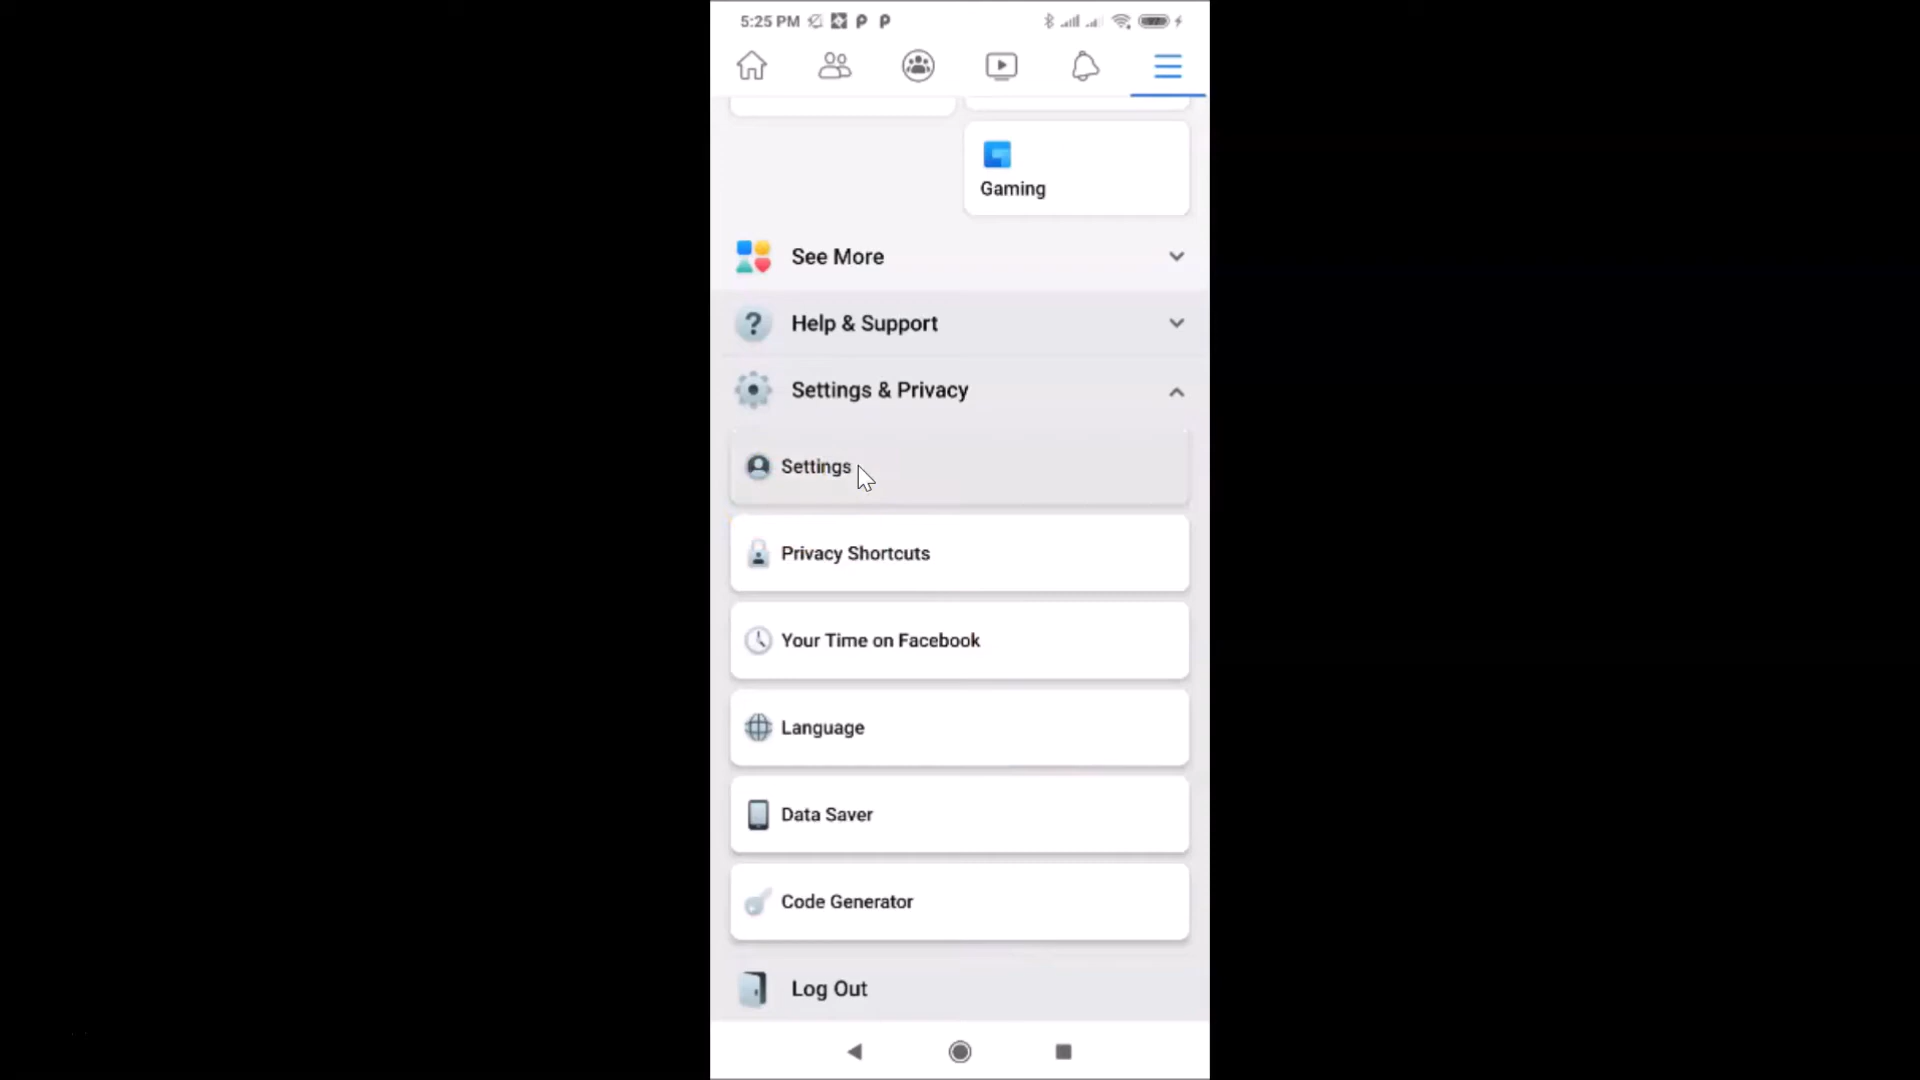 5:25 PM
Gaming
See More
Help & Support
Settings & Privacy
Settings
Privacy Shortcuts
Your Time on Facebook
Language
Data Saver
Code Generator
Log Out